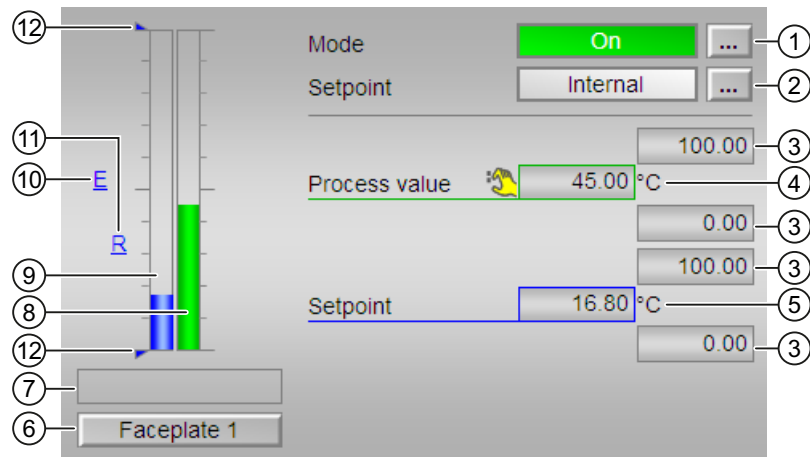 12
Mode On ... 1
Setpoint Internal ... 2
11
100.00 3
10 E Process value 45.00 °C 4
R
0.00 3
9
100.00 3
8 Setpoint 16.80 °C 5
12
0.00 3
7
6 Faceplate 1